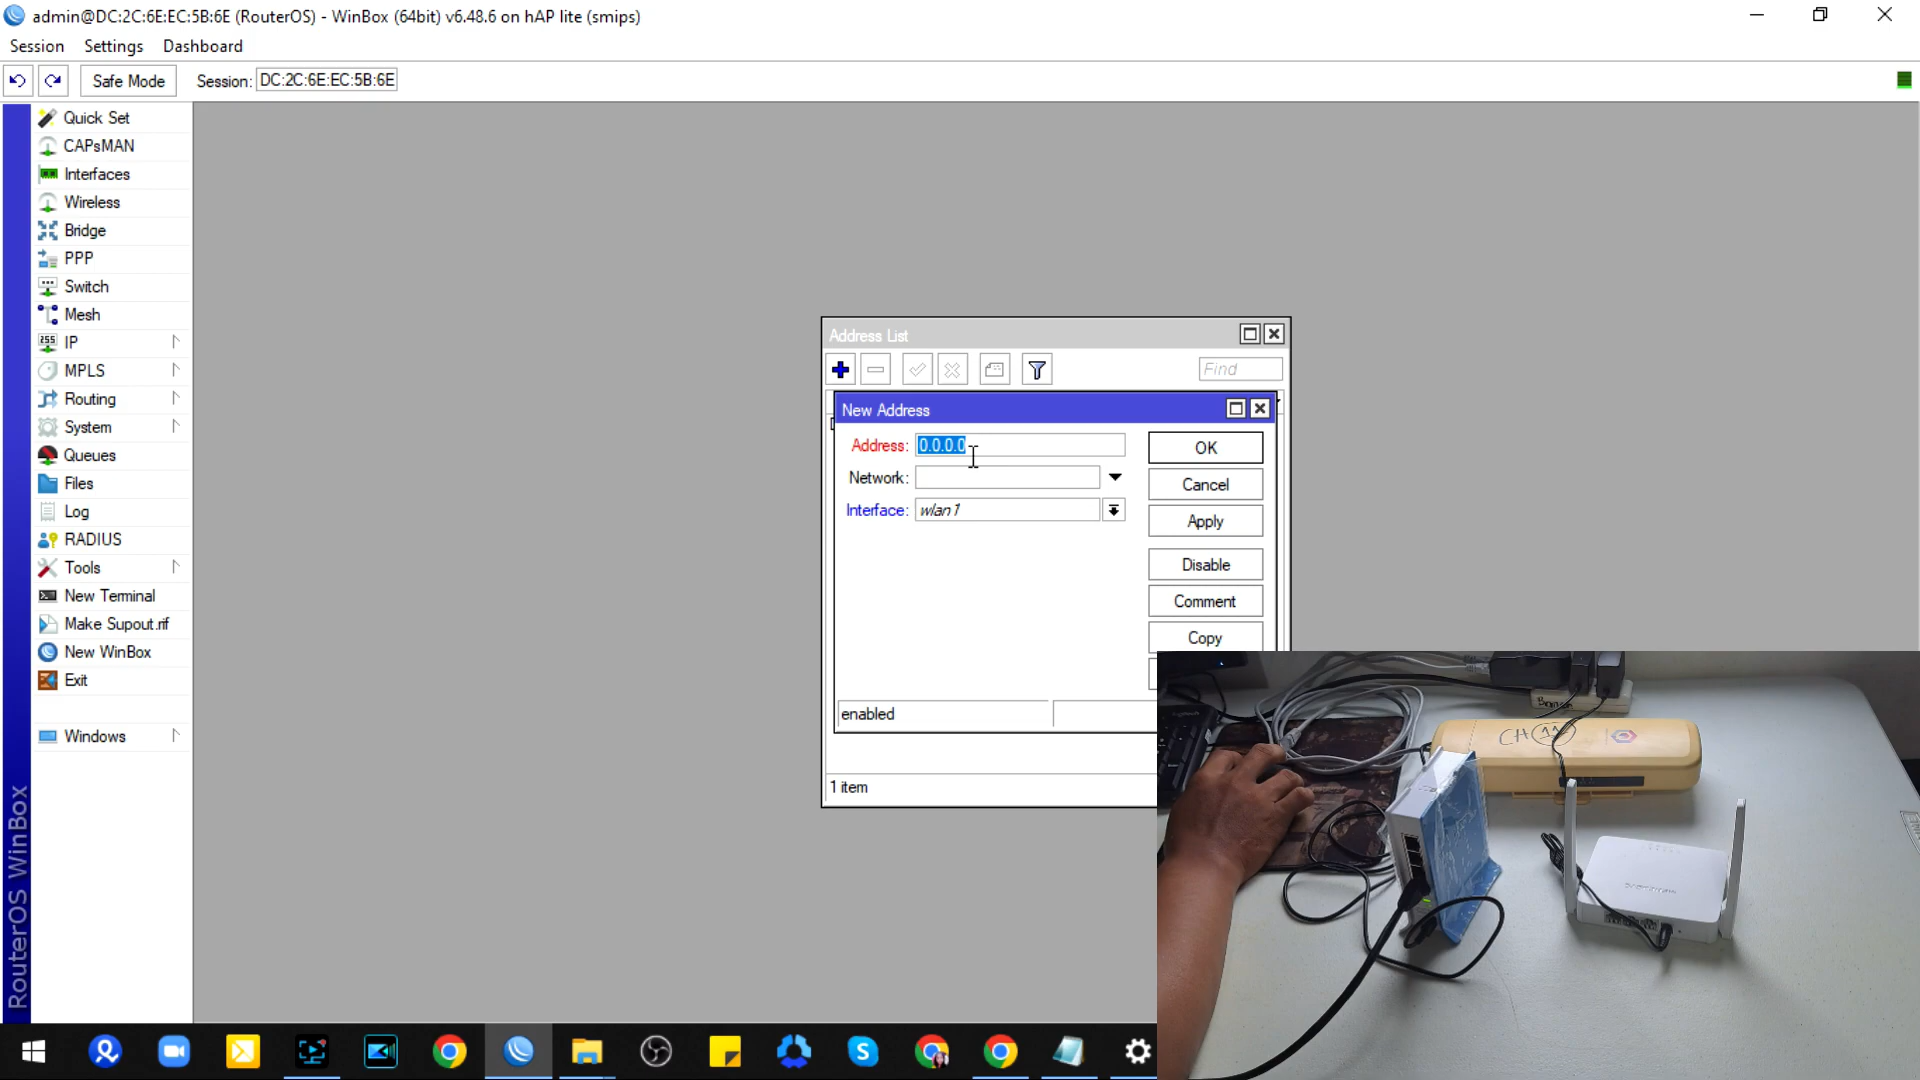 admin@DC:2C:6E:EC:5B:6E (RouterOS) - WinBox (64bit) v6.48.6 on hAP lite (smips)
Session Settings Dashboard
Safe Mode Session: DC:2C:6E:EC:5B:6E
Quick Set
CAPsMAN
Interfaces
Wireless
Bridge
PPP
Switch
Mesh
255 IP
MPLS
Routing
System
Queues
Files
Log
RADIUS
Tools
New Terminal
Make Supout.rif
New WinBox
Exit
Windows
RouterOS WinBox
Address List
Find
New Address
Address: 0.0.0.0
Network:
Interface: wlan1
OK
Cancel
Apply
Disable
Comment
Copy
enabled
1 item
CH 11